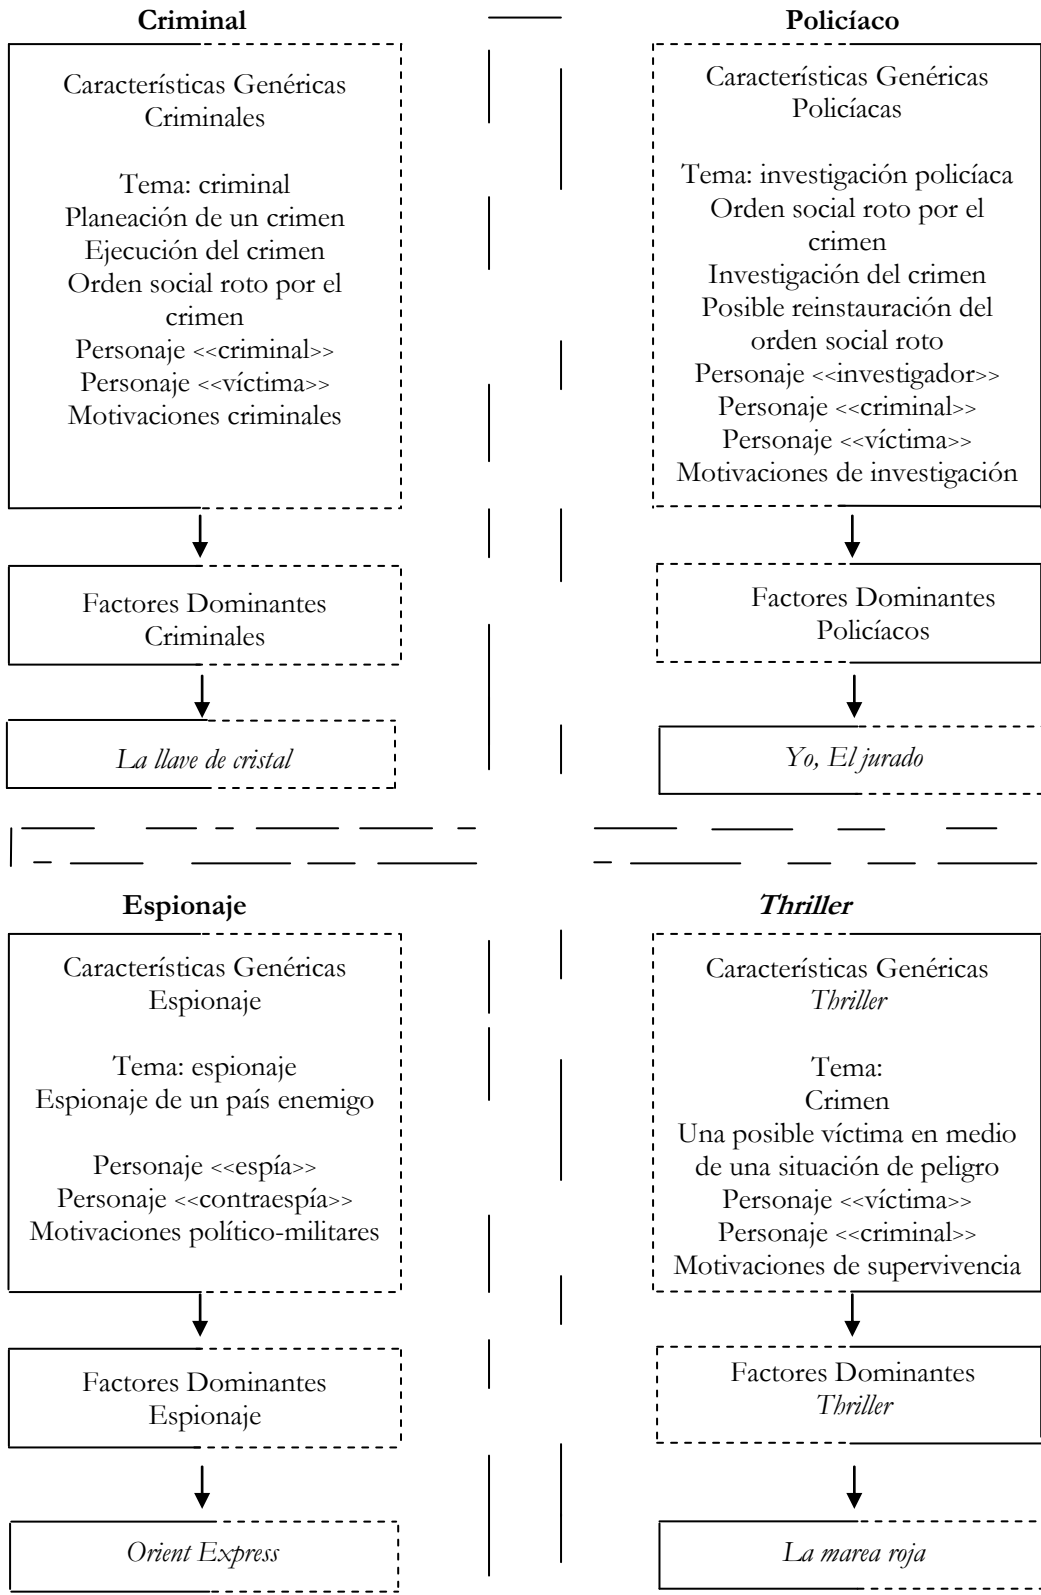 Criminal
Características Genéricas
Criminales
Tema: criminal
Planeación de un crimen
Ejecución del crimen
Orden social roto por el
crimen
Personaje <<criminal>>
Personaje <<víctima>>
Motivaciones criminales
Factores Dominantes
Criminales
La llave de cristal
Policíaco
Características Genéricas
Policíacas
Tema: investigación policíaca
Orden social roto por el
crimen
Investigación del crimen
Posible reinstauración del
orden social roto
Personaje <<investigador>>
Personaje <<criminal>>
Personaje <<víctima>>
Motivaciones de investigación
Factores Dominantes
Policíacos
Yo, El jurado
Espionaje
Características Genéricas
Espionaje
Tema: espionaje
Espionaje de un país enemigo
Personaje <<espía>>
Personaje <<contraespía>>
Motivaciones político-militares
Factores Dominantes
Espionaje
Orient Express
Thriller
Características Genéricas
Thriller
Tema:
Crimen
Una posible víctima en medio
de una situación de peligro
Personaje <<víctima>>
Personaje <<criminal>>
Motivaciones de supervivencia
Factores Dominantes
Thriller
La marea roja